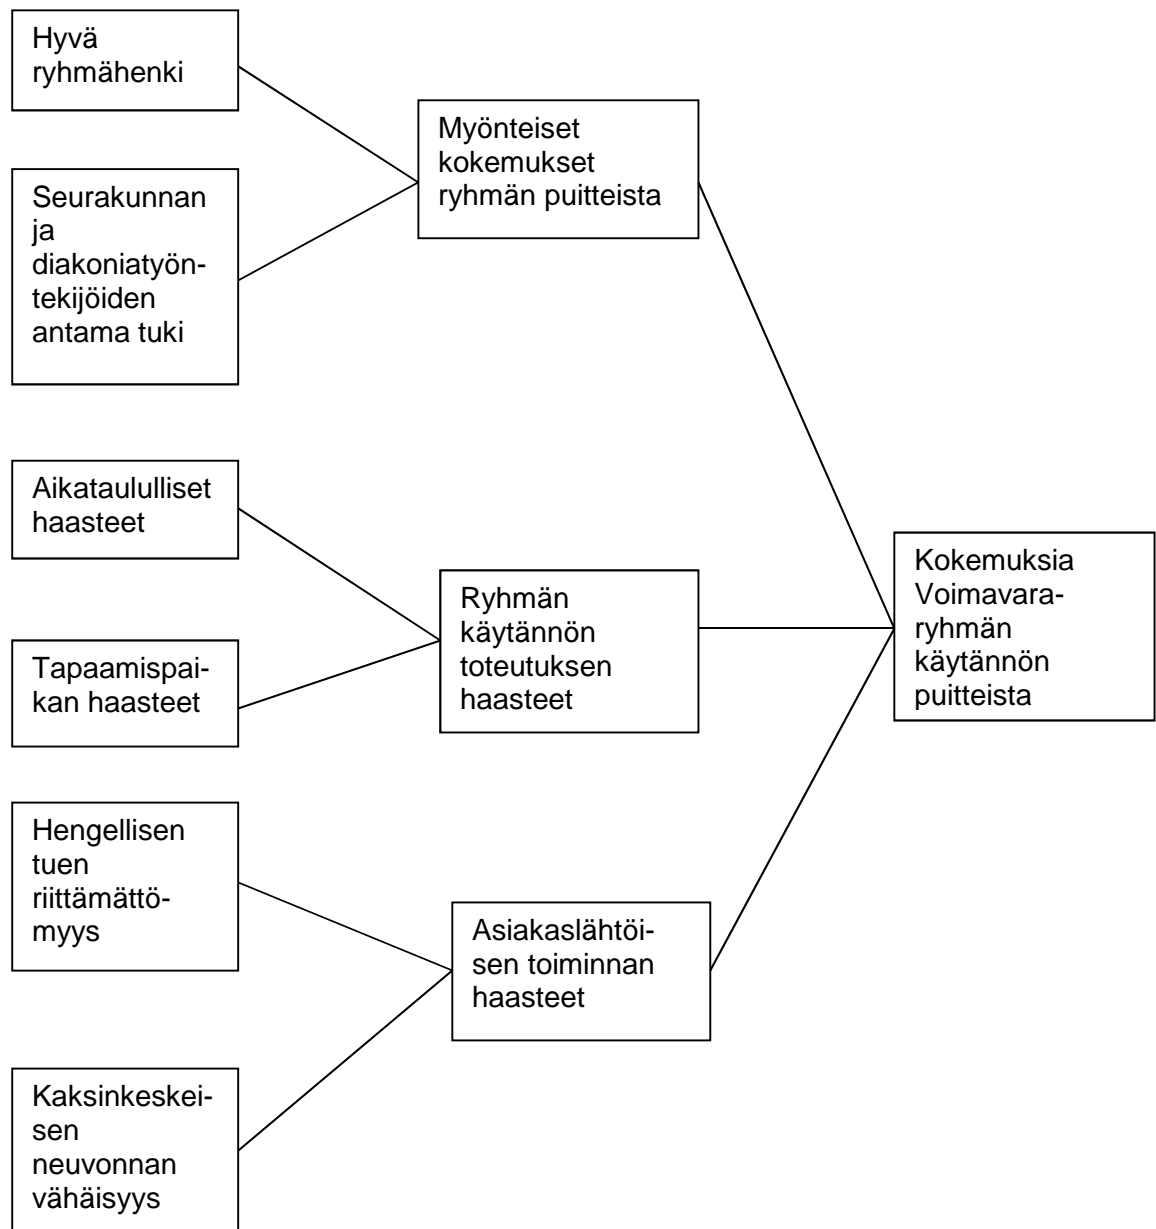 Hyvä
ryhmähenki
Seurakunnan
ja
diakoniatyön-
tekijöiden
antama tuki
Aikataululliset
haasteet
Tapaamispai-
kan haasteet
Hengellisen
tuen
riittämättö-
myys
Kaksinkeskei-
sen
neuvonnan
vähäisyys
Myönteiset
kokemukset
ryhmän puitteista
Ryhmän
käytännön
toteutuksen
haasteet
Asiakaslähtöi-
sen toiminnan
haasteet
Kokemuksia
Voimavara-
ryhmän
käytännön
puitteista